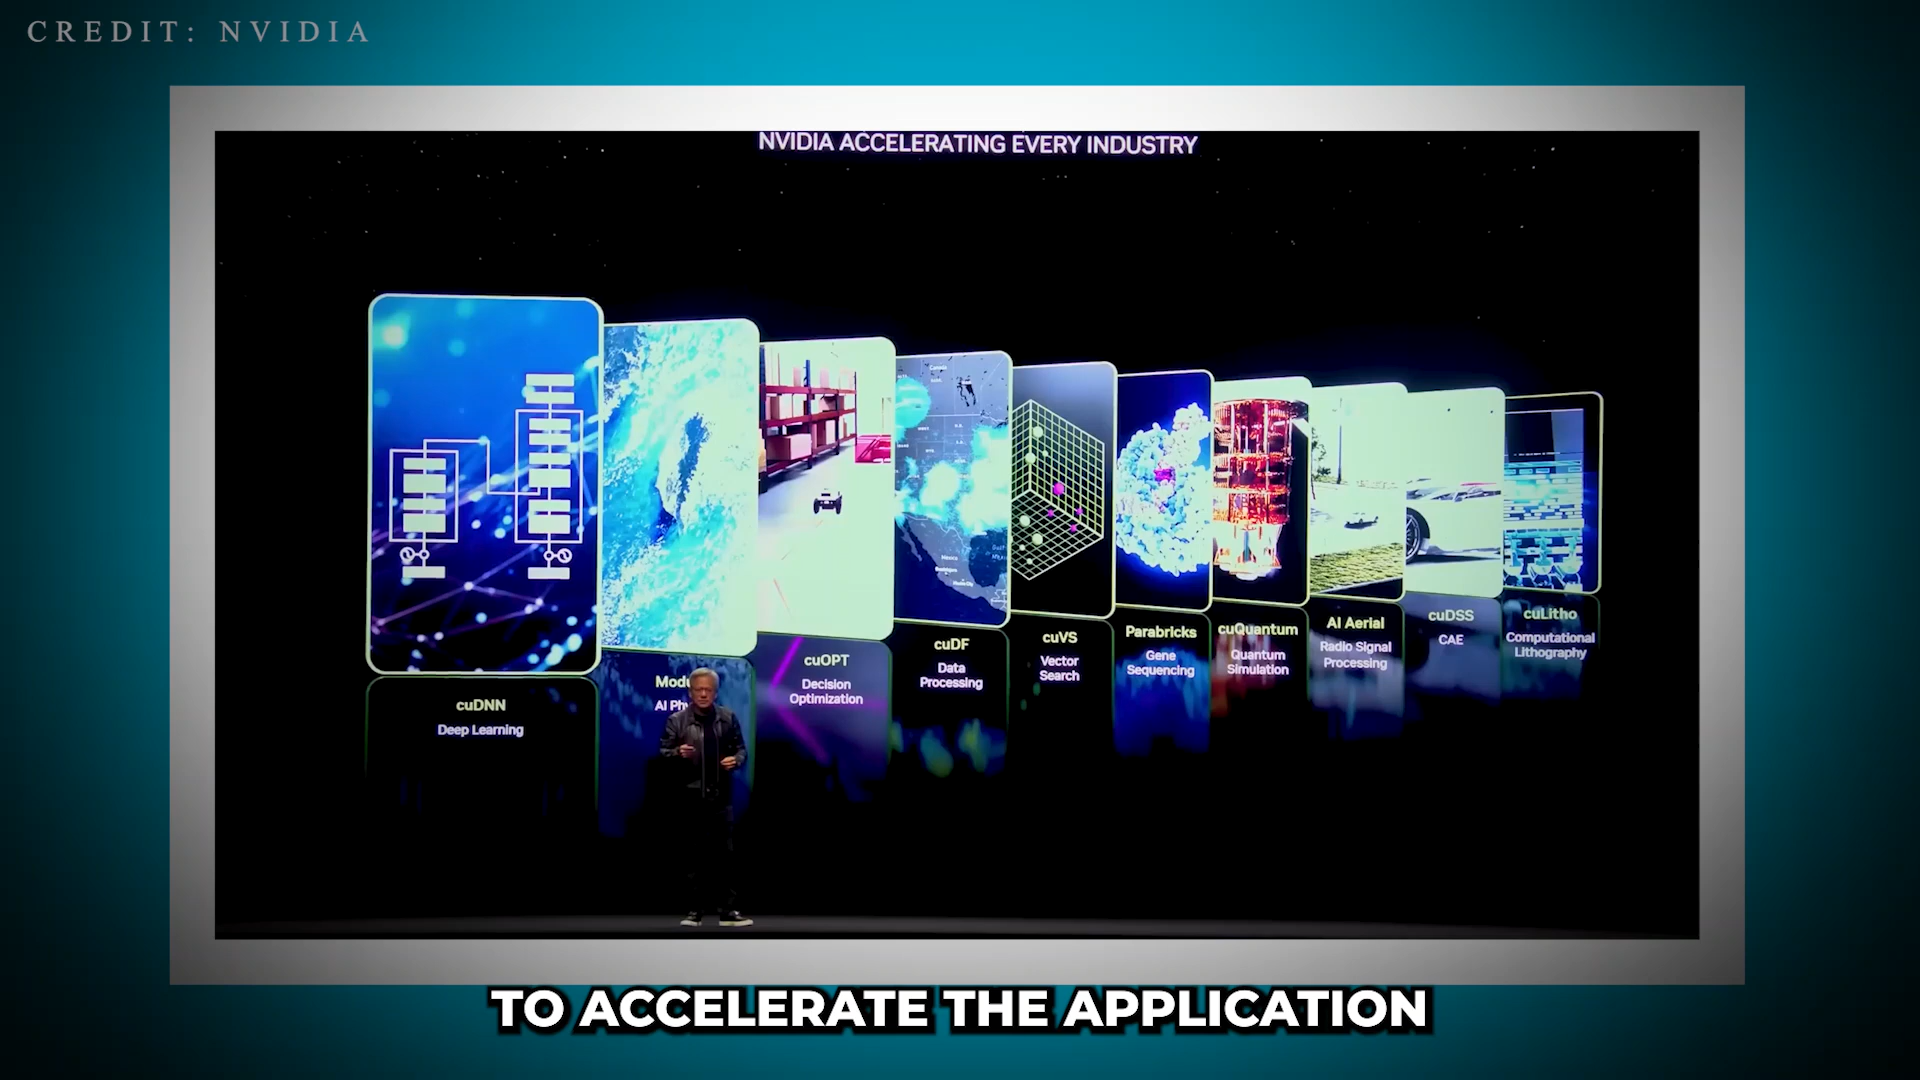 CREDIT: NVIDIA
NVIDIA ACCELERATING EVERY INDUSTRY
cuDNN
Deep Learning
cuOPT
Decision
Optimization
cuDF
Data
Processing
cuVS
Vector
Search
Parabricks
Gene
Sequencing
cuQuantum
Quantum
Simulation
AI Aerial
Radio Signal
Processing
cuDSS
CAE
cuLitho
Computational
Lithography
TO ACCELERATE THE APPLICATION